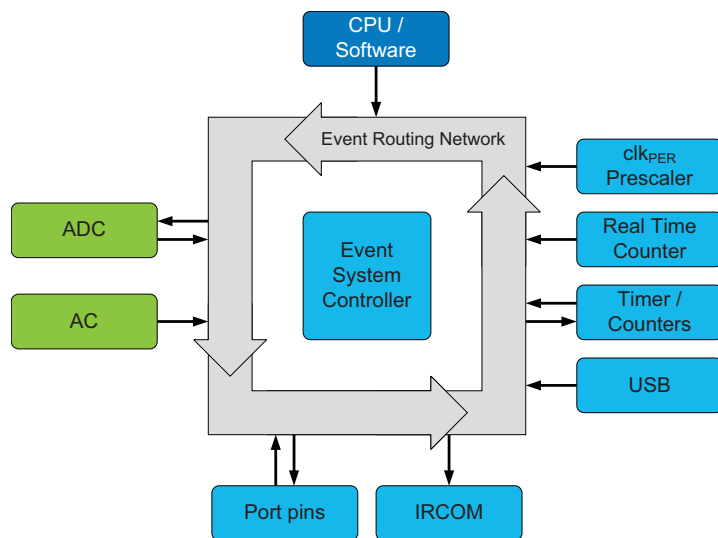 CPU /
Software
Event Routing Network
clkPER
Prescaler
ADC
Event
System
Controller
Real Time
Counter
AC
Timer /
Counters
USB
Port pins
IRCOM